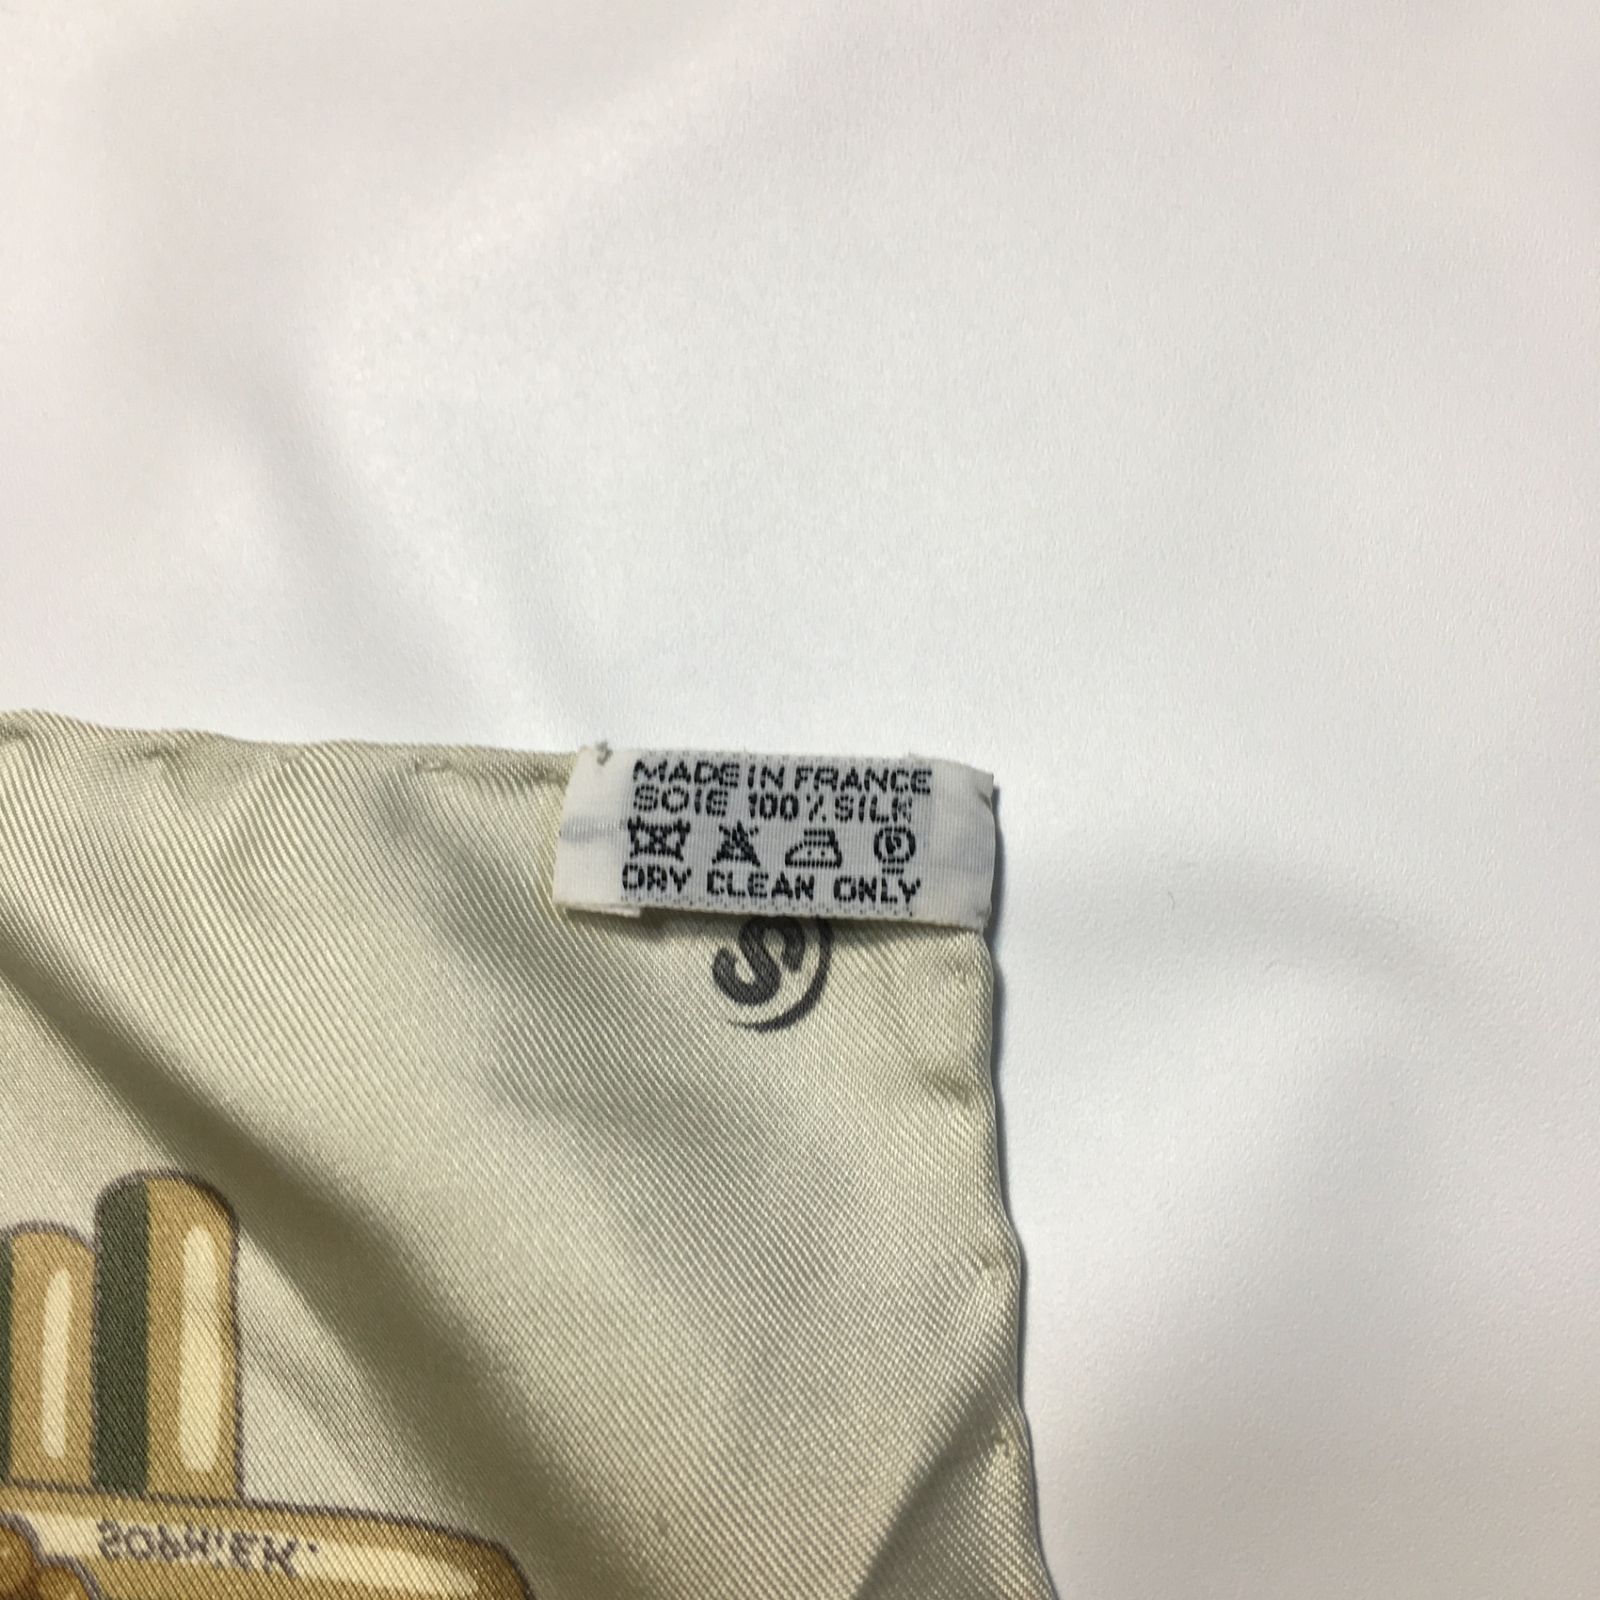 MADE IN FRANCE
SOIE 100% SILK
DRY CLEAN ONLY
S